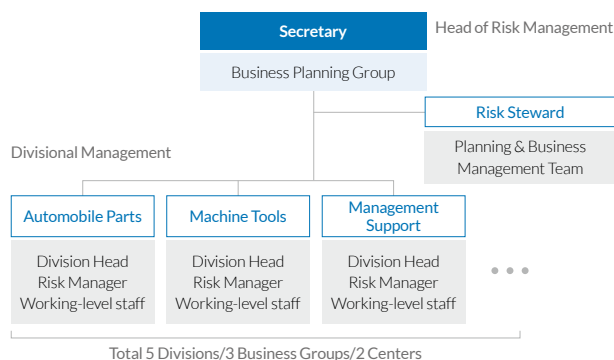 Secretary
Head of Risk Management
Business Planning Group
Risk Steward
Planning & Business
Management Team
Divisional Management
Automobile Parts
Division Head
Risk Manager
Working-level staff
Machine Tools
Division Head
Risk Manager
Working-level staff
Management
Support
Division Head
Risk Manager
Working-level staff
Total 5 Divisions/3 Business Groups/2 Centers